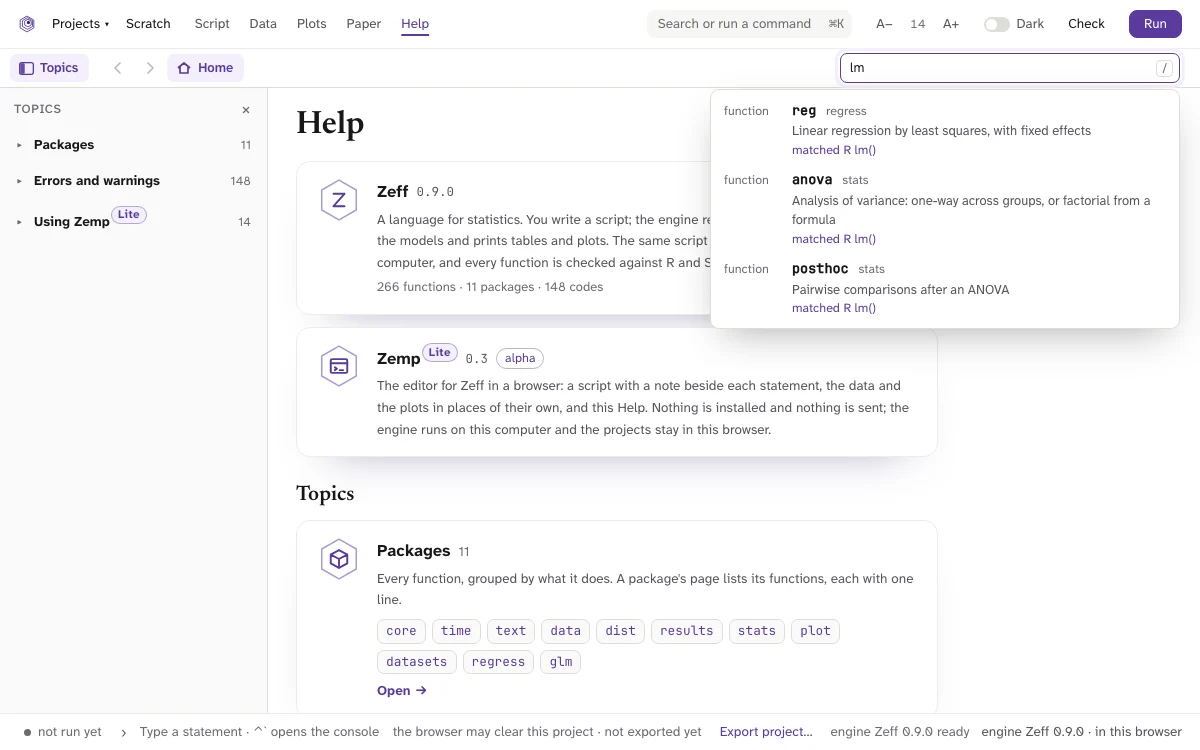 Projects ▾ Scratch Script Data Plots Paper Help Search or run a command ⌘K A– 14 A+ Dark Check Run
Topics Home lm /
TOPICS ×
Packages 11
Errors and warnings 148
Using Zemp Lite 14
Help
Zeff 0.9.0
A language for statistics. You write a script; the engine
the models and prints tables and plots. The same script
computer, and every function is checked against R and
266 functions · 11 packages · 148 codes
function reg regress
Linear regression by least squares, with fixed effects
matched R lm()
function anova stats
Analysis of variance: one-way across groups, or factorial from a
formula
matched R lm()
function posthoc stats
Pairwise comparisons after an ANOVA
matched R lm()
Zemp Lite 0.3 alpha
The editor for Zeff in a browser: a script with a note beside each statement, the data and
the plots in places of their own, and this Help. Nothing is installed and nothing is sent; the
engine runs on this computer and the projects stay in this browser.
Topics
Packages 11
Every function, grouped by what it does. A package's page lists its functions, each with one
line.
core time text data dist results stats plot
datasets regress glm
Open →
not run yet › Type a statement · ^` opens the console the browser may clear this project · not exported yet Export project... engine Zeff 0.9.0 ready engine Zeff 0.9.0 · in this browser